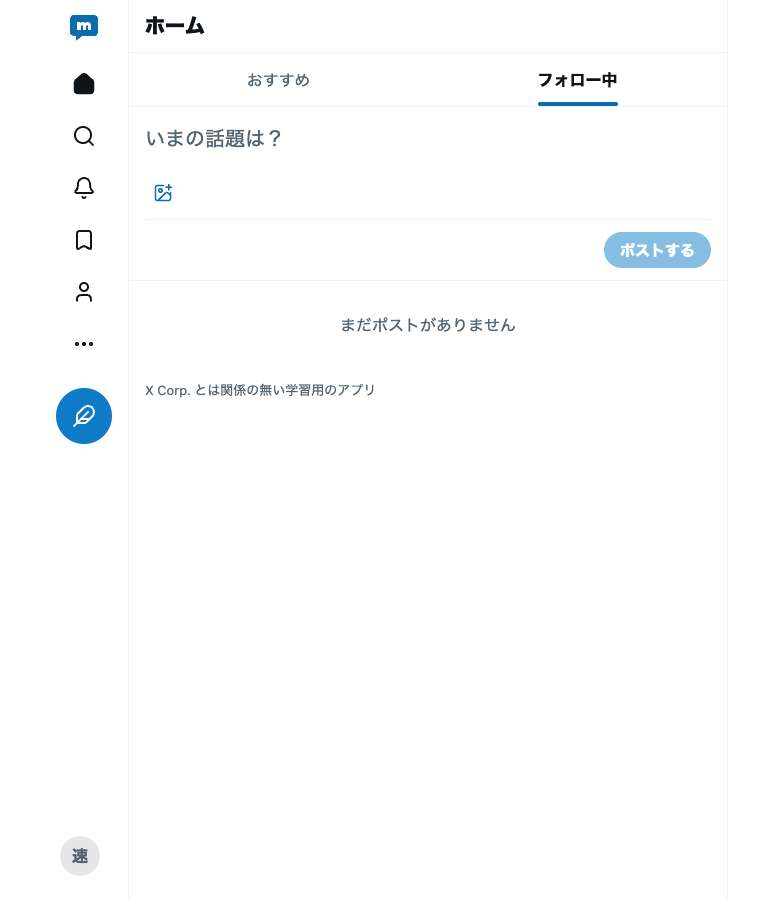 m
ホーム
おすすめ
フォロー中
いまの話題は？
ポストする
まだポストがありません
X Corp. とは関係の無い学習用のアプリ
速